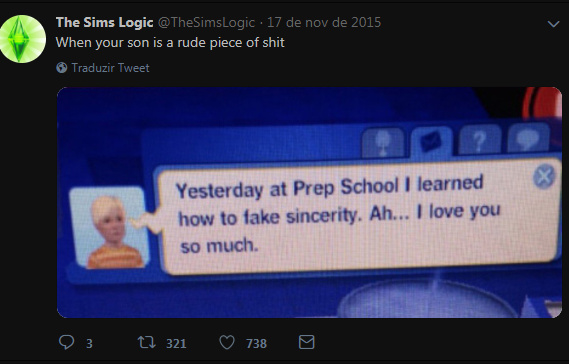 The Sims Logic @TheSimsLogic · 17 de nov de 2015
When your son is a rude piece of shit
Traduzir Tweet
?
Yesterday at Prep School I learned
how to fake sincerity. Ah... I love you
so much.
3 321 738